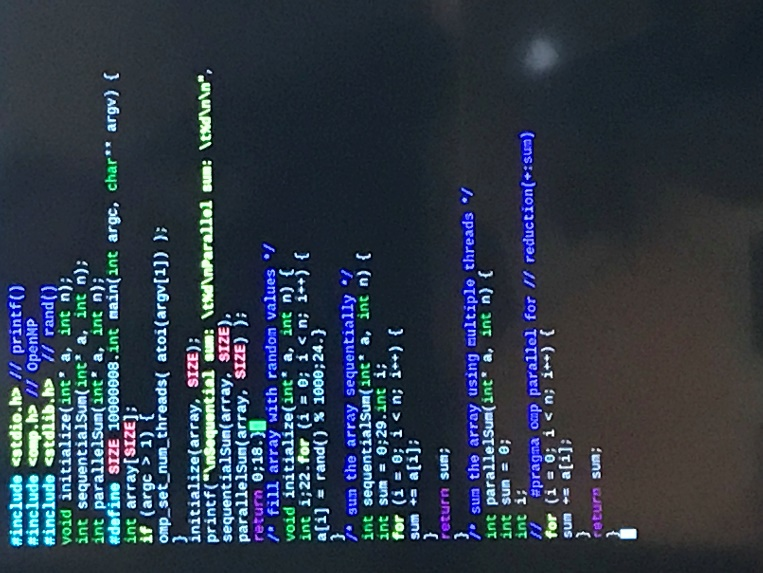 #include <stdio.h> // printf()
#include <omp.h> // OpenMP
#include <stdlib.h> // rand()
void initialize(int* a, int n);
int sequentialSum(int* a, int n);
int parallelSum(int* a, int n);
#define SIZE 10000008.int main(int argc, char** argv) {
int array[SIZE];
if (argc > 1) {
omp_set_num_threads( atoi(argv[1]) );
}
initialize(array, SIZE);
printf("\nSequential sum: \t%d\nParallel sum: \t%d\n\n",
sequentialSum(array, SIZE),
parallelSum(array, SIZE) );
return 0;18.}
/* fill array with random values */
void initialize(int* a, int n) {
int i;22.for (i = 0; i < n; i++) {
a[i] = rand() % 1000;24.}
}
/* sum the array sequentially */
int sequentialSum(int* a, int n) {
int sum = 0;29.int i;
for (i = 0; i < n; i++) {
sum += a[i];
}
return sum;
}
/* sum the array using multiple threads */
int parallelSum(int* a, int n) {
int sum = 0;
int i;
// #pragma omp parallel for // reduction(+:sum)
for (i = 0; i < n; i++) {
sum += a[i];
}
return sum;
}
}